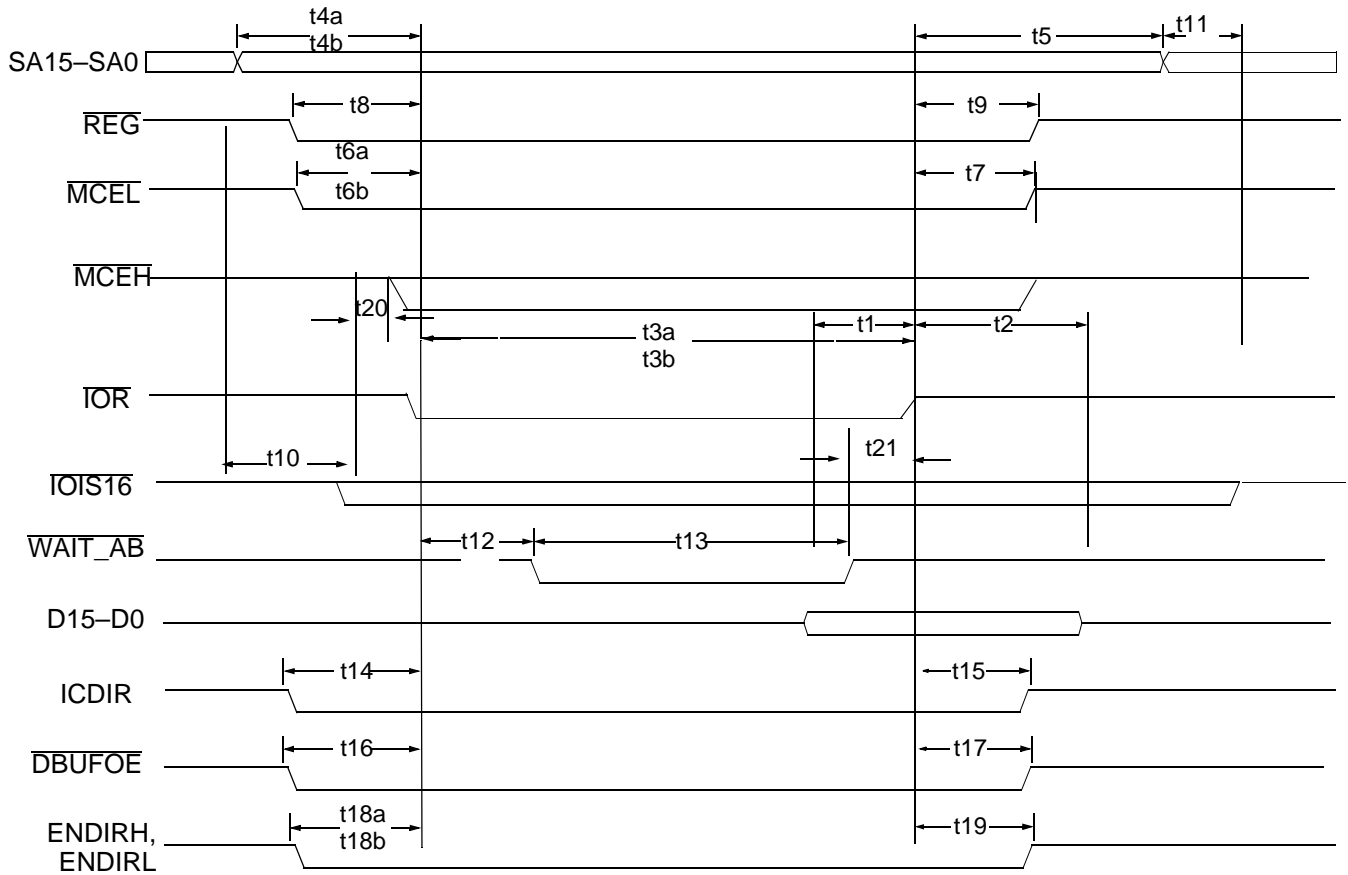 t4a
t4b
t5
t11
SA15–SA0
t8
t9
REG
t6a
t6b
t7
MCEL
MCEH
t20
t1
t2
t3a
t3b
IOR
t21
t10
IOIS16
t12
t13
WAIT_AB
D15–D0
t14
t15
ICDIR
t16
t17
DBUFOE
t18a
t18b
t19
ENDIRH,
ENDIRL